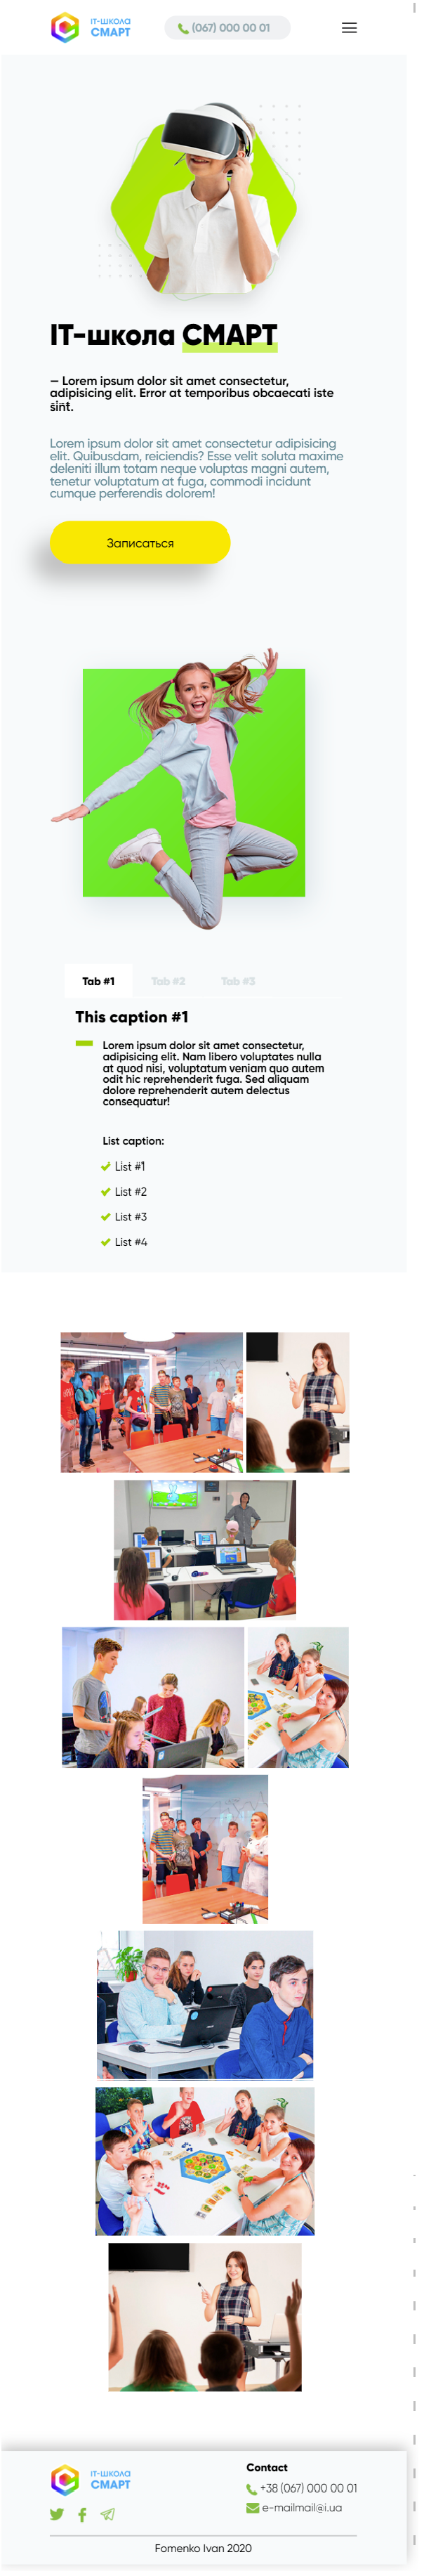 ІТ-ШКОЛА
СМАРТ
(067) 000 00 01
ІТ-школа СМАРТ
— Lorem ipsum dolor sit amet consectetur,
adipisicing elit. Error at temporibus obcaecati iste
sint.
Lorem ipsum dolor sit amet consectetur adipisicing
elit. Quibusdam, reiciendis? Esse velit soluta maxime
deleniti illum totam neque voluptas magni autem,
tenetur voluptatum at fuga, commodi incidunt
cumque perferendis dolorem!
Записаться
Tab #1 Tab #2 Tab #3
This caption #1
Lorem ipsum dolor sit amet consectetur,
adipisicing elit. Nam libero voluptates nulla
at quod nisi, voluptatum veniam quo autem
odit hic reprehenderit fuga. Sed aliquam
dolore reprehenderit autem delectus
consequatur!
List caption:
List #1
List #2
List #3
List #4
ІТ-ШКОЛА
СМАРТ
Contact
+38 (067) 000 00 01
e-mailmail@i.ua
Fomenko Ivan 2020